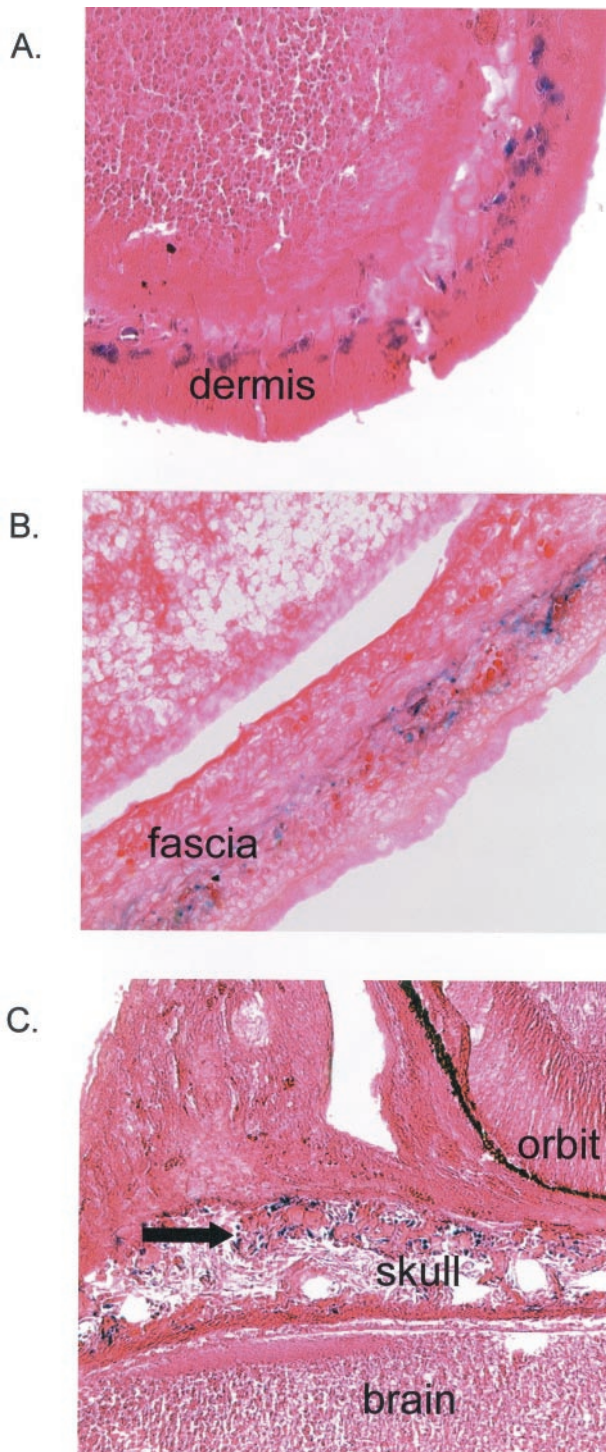 A.
dermis
B.
fascia
C.
orbit
skull
brain